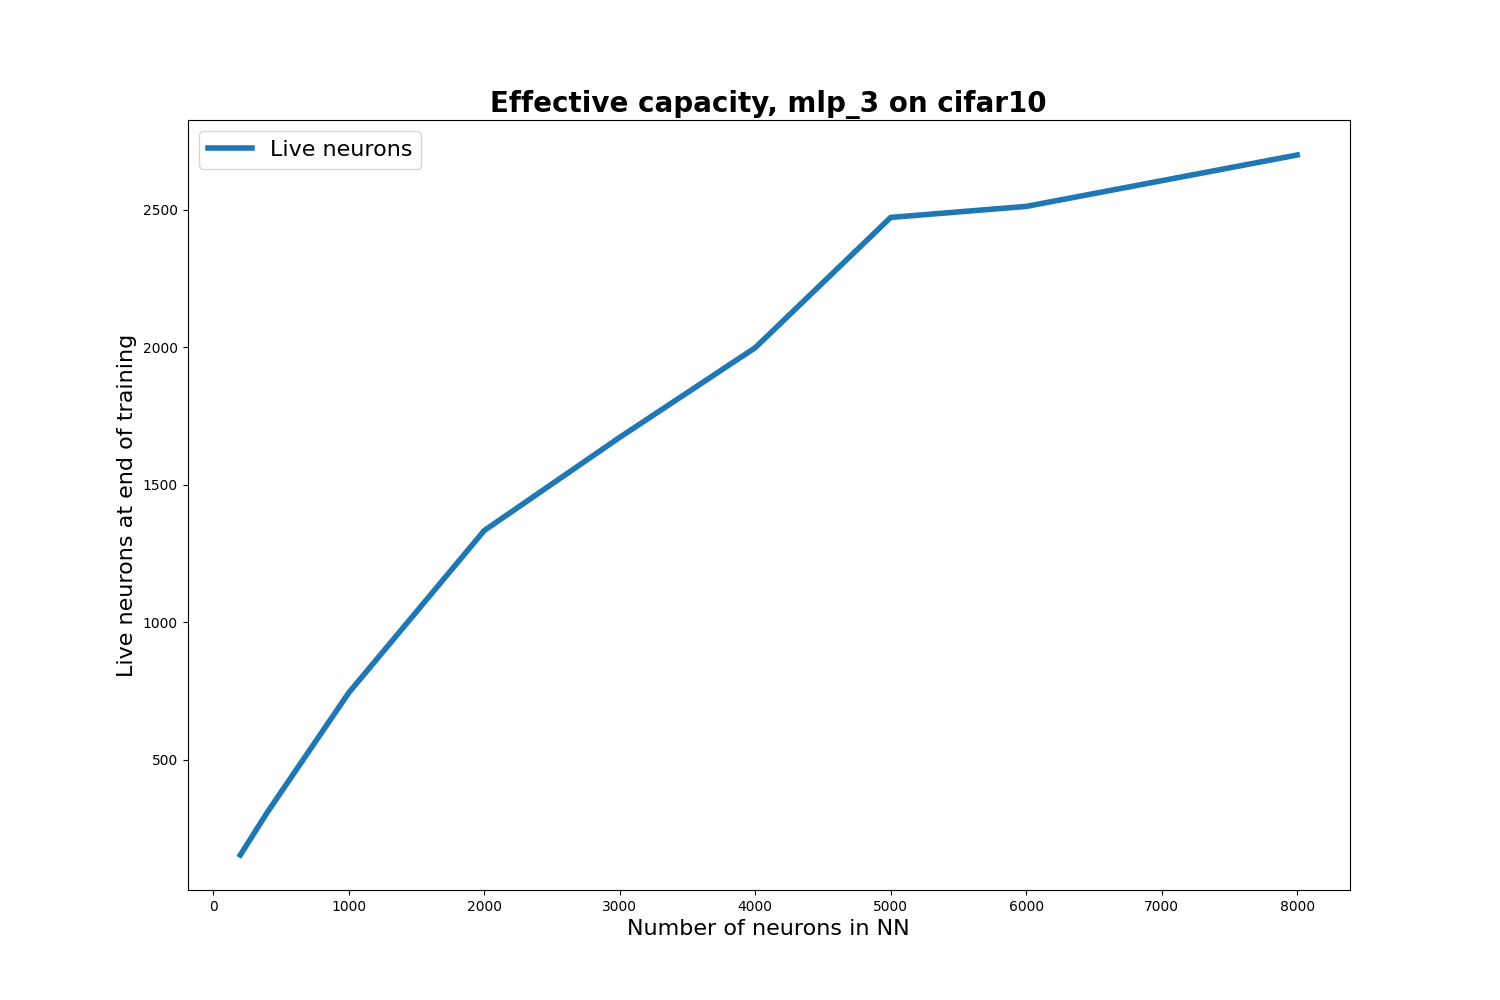 Effective capacity, mlp_3 on cifar10
Live neurons
Live neurons at end of training
2500
2000
1500
1000
500
0 1000 2000 3000 4000 5000 6000 7000 8000
Number of neurons in NN